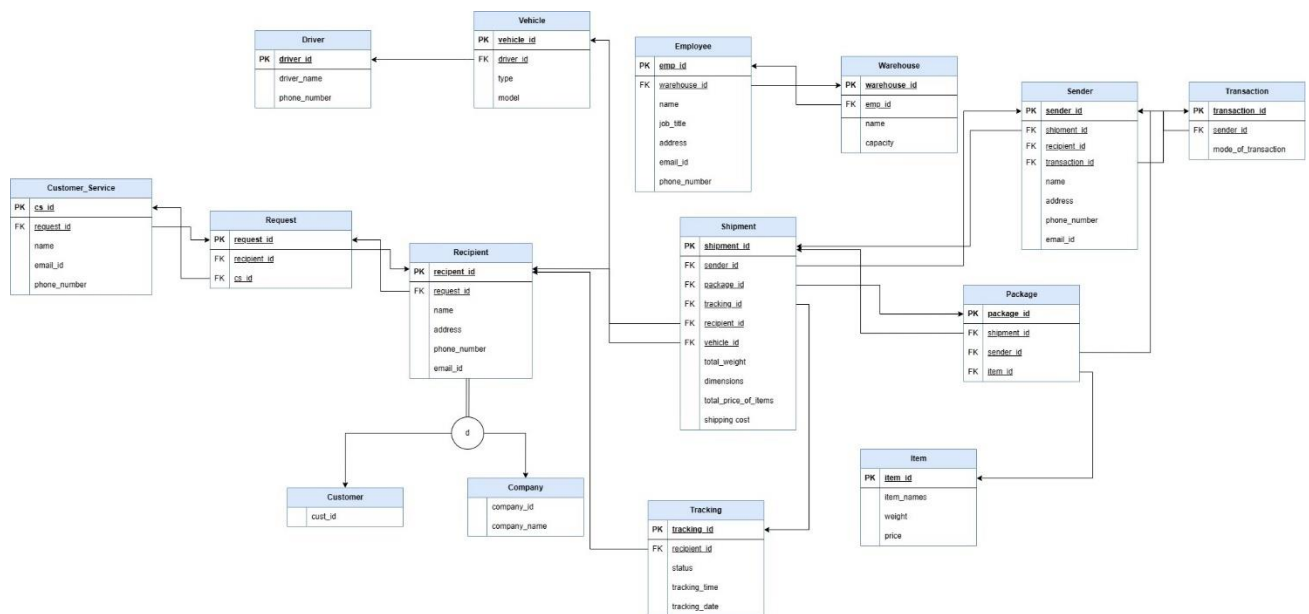 Driver
PK driver_id
driver_name
phone_number
Vehicle
PK vehicle_id
FK driver_id
type
model
Employee
PK emp_id
FK warehouse_id
name
job_title
address
email_id
phone_number
Warehouse
PK warehouse_id
FK emp_id
name
capacity
Sender
PK sender_id
FK shipment_id
FK recipient_id
FK transaction_id
name
address
phone_number
email_id
Transaction
PK transaction_id
FK sender_id
mode_of_transaction
Customer_Service
PK cs_id
FK request_id
name
email_id
phone_number
Request
PK request_id
FK recipient_id
FK cs_id
Recipient
PK recipent_id
FK request_id
name
address
phone_number
email_id
d
Customer
cust_id
Company
company_id
company_name
Shipment
PK shipment_id
FK sender_id
FK package_id
FK tracking_id
FK recipient_id
FK vehicle_id
total_weight
dimensions
total_price_of_items
shipping cost
Package
PK package_id
FK shipment_id
FK sender_id
FK item_id
Item
PK item_id
item_names
weight
price
Tracking
PK tracking_id
FK recipient_id
status
tracking_time
tracking_date